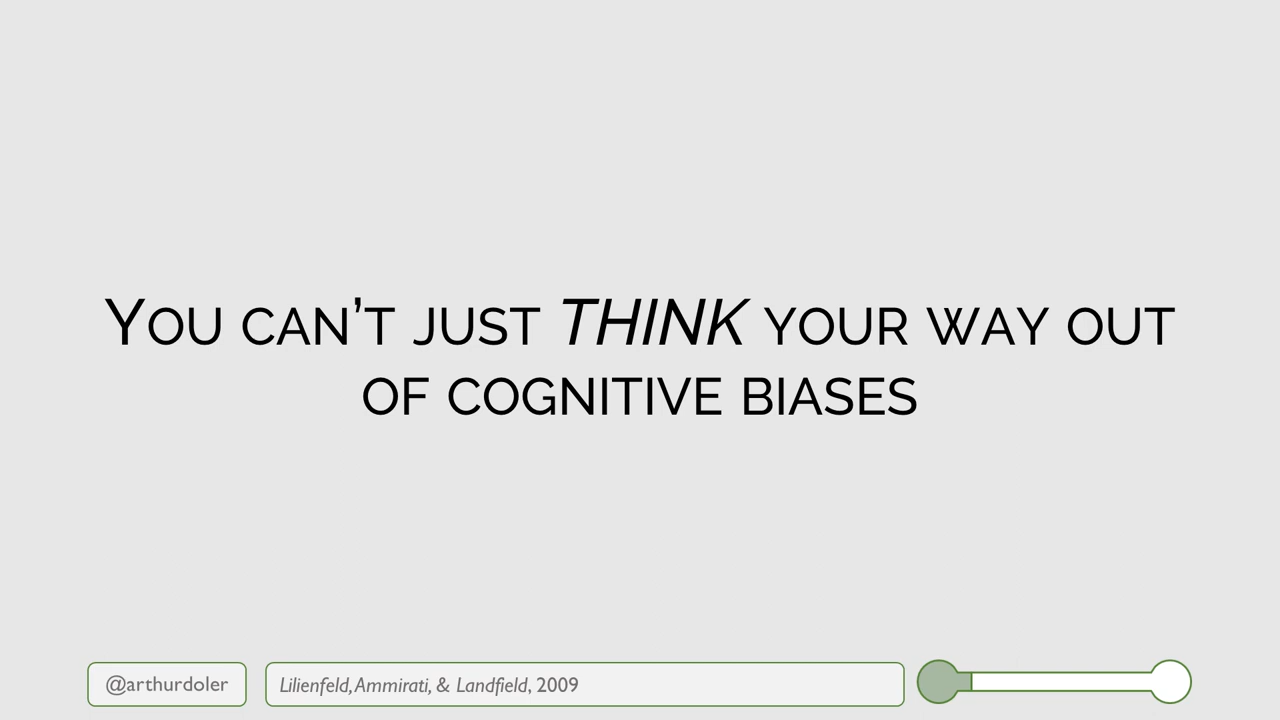 You can’t just THINK your way out
of cognitive biases
@arthurdoler
Lilienfeld, Ammirati, & Landfield, 2009